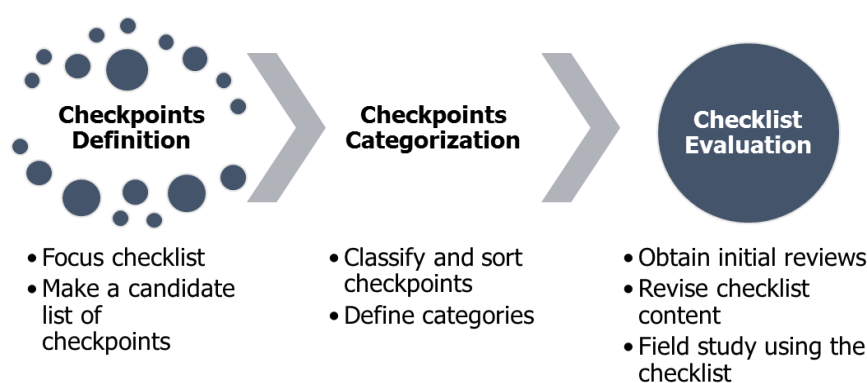 Checkpoints
Definition
Checkpoints
Categorization
Checklist
Evaluation
• Focus checklist
• Make a candidate
list of
checkpoints
• Classify and sort
checkpoints
• Define categories
• Obtain initial reviews
• Revise checklist
content
• Field study using the
checklist